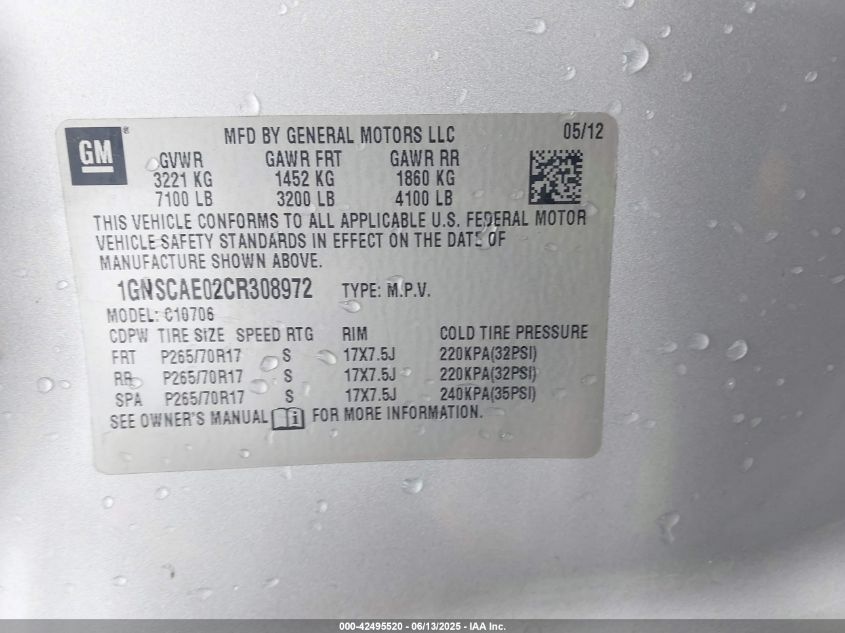 GM ® MFD BY GENERAL MOTORS LLC 05/12
GVWR GAWR FRT GAWR RR
3221 KG 1452 KG 1860 KG
7100 LB 3200 LB 4100 LB
THIS VEHICLE CONFORMS TO ALL APPLICABLE U.S. FEDERAL MOTOR
VEHICLE SAFETY STANDARDS IN EFFECT ON THE DATE OF
MANUFACTURE SHOWN ABOVE.
1GNSCAE02CR308972 TYPE: M.P.V.
MODEL: C10706
CDPW TIRE SIZE SPEED RTG RIM COLD TIRE PRESSURE
FRT P265/70R17 S 17X7.5J 220KPA(32PSI)
RR P265/70R17 S 17X7.5J 220KPA(32PSI)
SPA P265/70R17 S 17X7.5J 240KPA(35PSI)
SEE OWNER'S MANUAL i FOR MORE INFORMATION.
000-42495520 | 06/13/2025 - IAA Inc.